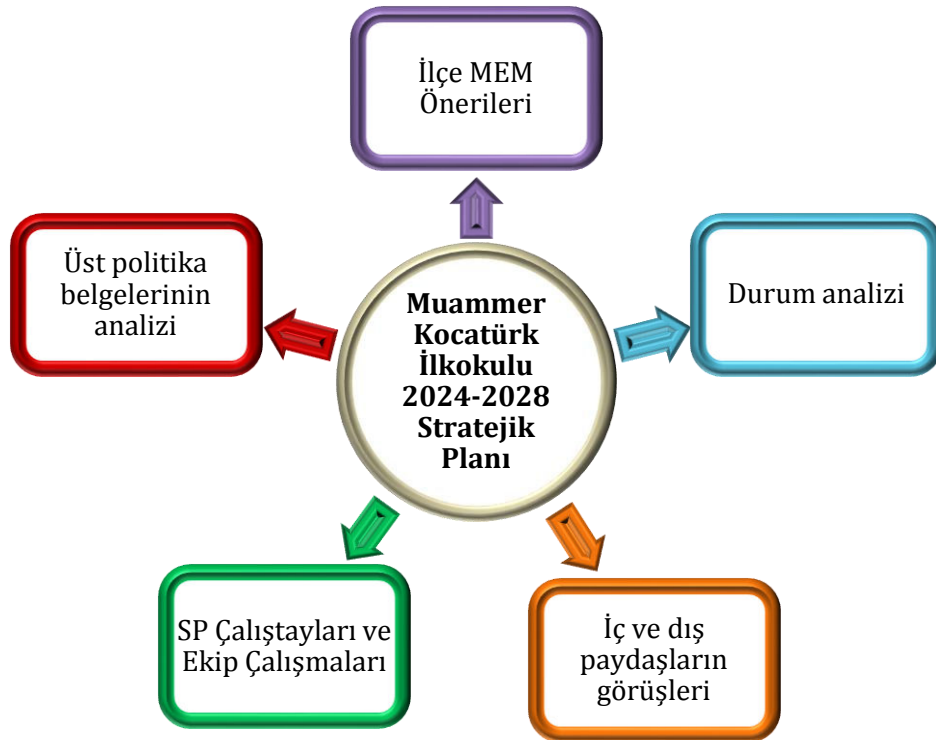 İlçe MEM
Önerileri
Üst politika
belgelerinin
analizi
Durum analizi
Muammer
Kocatürk
İlkokulu
2024-2028
Stratejik
Planı
SP Çalıştayları ve
Ekip Çalışmaları
İç ve dış
paydaşların
görüşleri